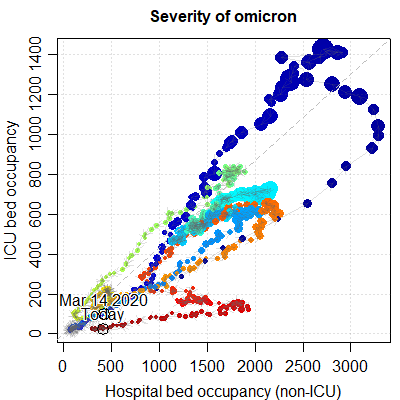 Severity of omicron
ICU bed occupancy
1400
1200
1000
800
600
400
200
0
Mar 14 2020
Today
0 500 1000 1500 2000 2500 3000
Hospital bed occupancy (non-ICU)